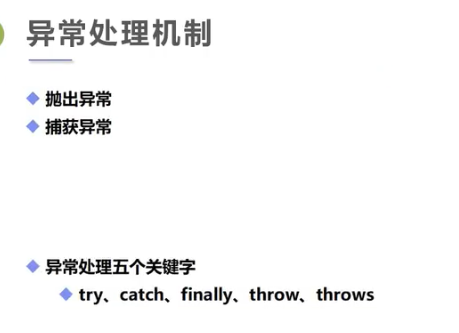 异常处理机制
抛出异常
捕获异常
异常处理五个关键字
try、catch、finally、throw、throws